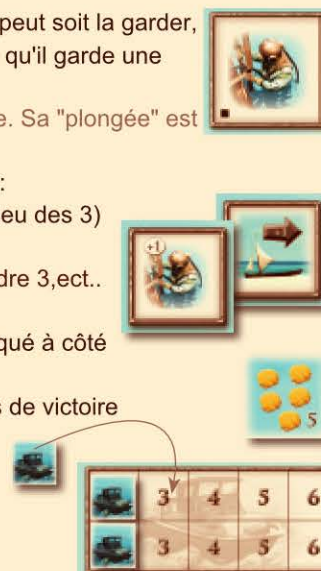 peut soit la garder,
qu'il garde une
e. Sa "plongée" est
:
eu des 3)
+1
dre 3,ect..
qué à côté
s de victoire
5
3 4 5 6
3 4 5 6